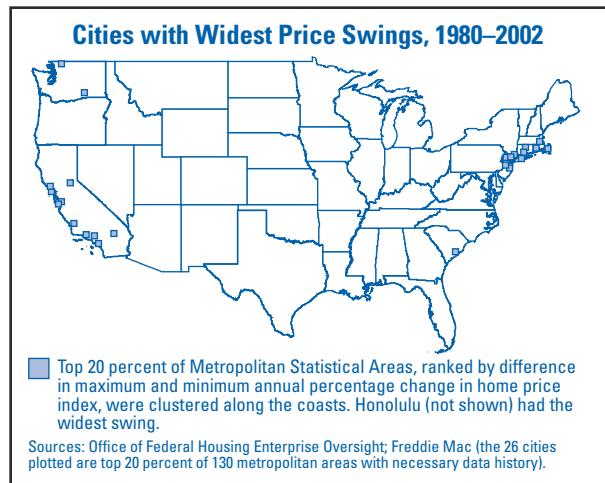 Cities with Widest Price Swings, 1980–2002
Top 20 percent of Metropolitan Statistical Areas, ranked by difference
in maximum and minimum annual percentage change in home price
index, were clustered along the coasts. Honolulu (not shown) had the
widest swing.
Sources: Office of Federal Housing Enterprise Oversight; Freddie Mac (the 26 cities
plotted are top 20 percent of 130 metropolitan areas with necessary data history).